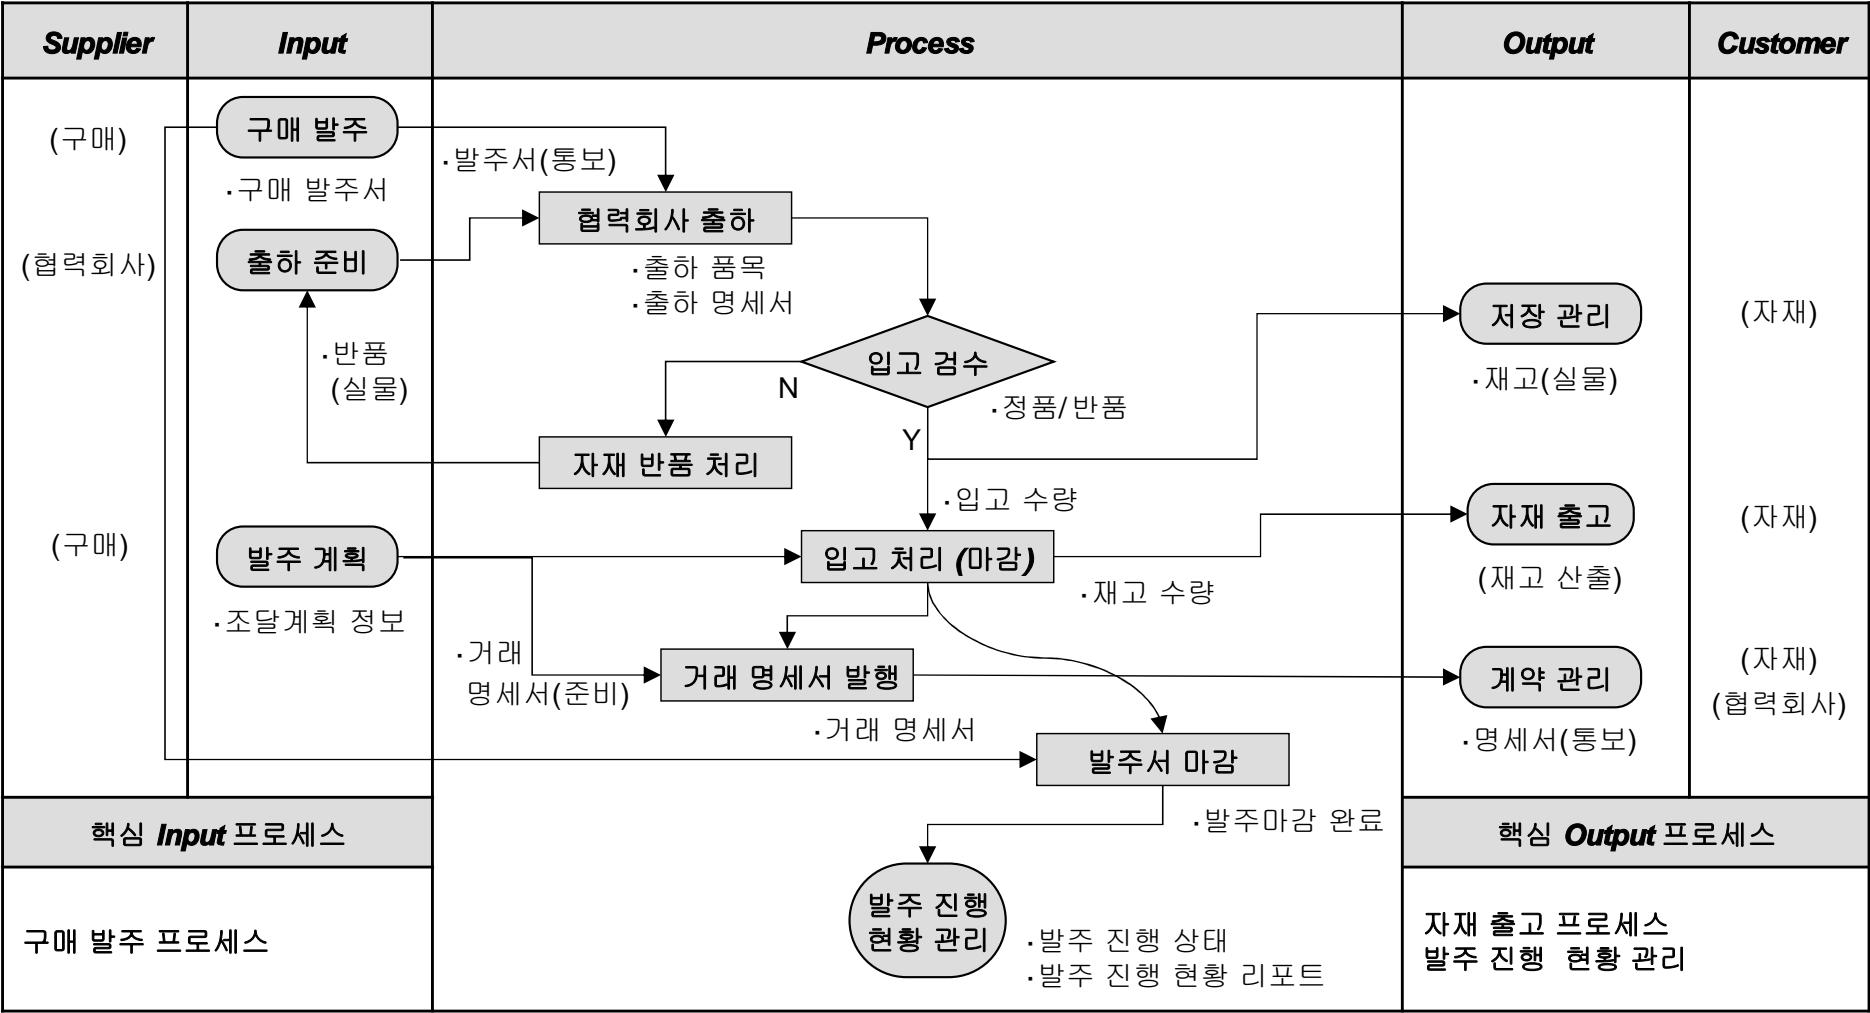 Supplier
Input
Process
Output
Customer
(구매)
구매 발주
·구매 발주서
·발주서(통보)
협력회사 출하
(협력회사)
출하 준비
·출하 품목
·출하 명세서
·반품
(실물)
입고 검수
N
Y
·정품/반품
저장 관리
·재고(실물)
(자재)
자재 반품 처리
·입고 수량
(구매)
발주 계획
·조달계획 정보
입고 처리 (마감)
·재고 수량
자재 출고
(재고 산출)
(자재)
·거래
명세서(준비)
거래 명세서 발행
·거래 명세서
계약 관리
·명세서(통보)
(자재)
(협력회사)
발주서 마감
·발주마감 완료
발주 진행
현황 관리
·발주 진행 상태
·발주 진행 현황 리포트
핵심 Input 프로세스
구매 발주 프로세스
핵심 Output 프로세스
자재 출고 프로세스
발주 진행 현황 관리